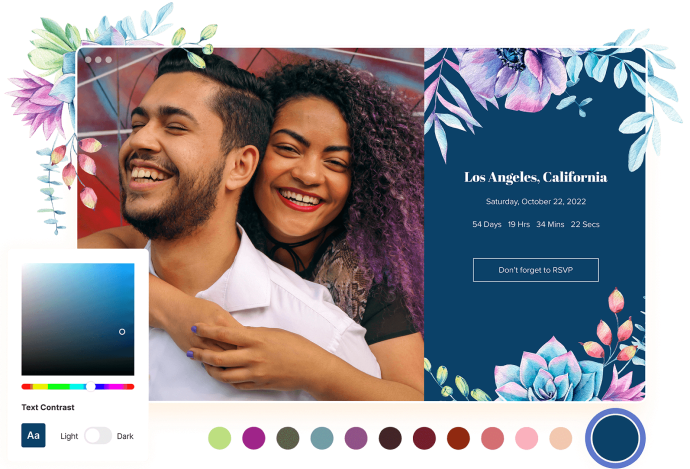 Los Angeles, California
Saturday, October 22, 2022
54 Days 19 Hrs 34 Mins 22 Secs
Don't forget to RSVP
Text Contrast
Aa Light Dark